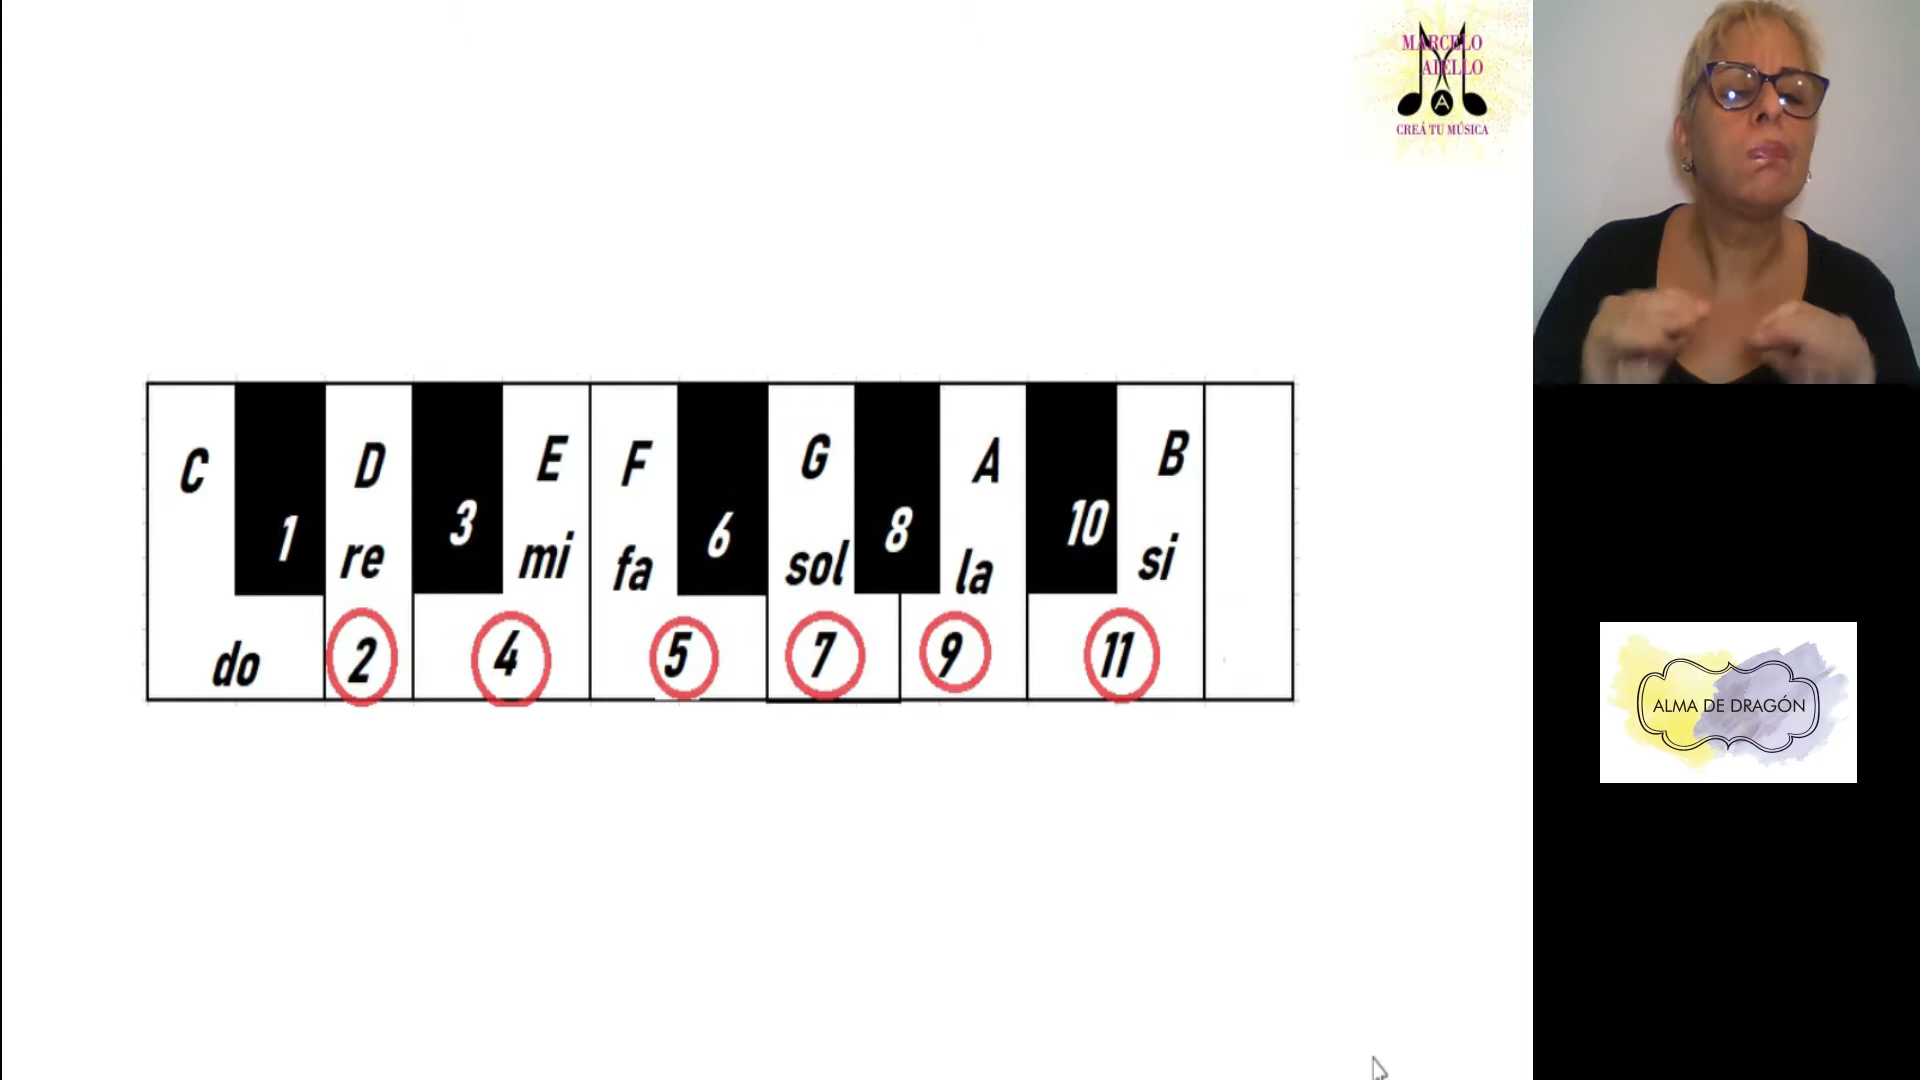 MARCELO
AIELLO
A
CREÁ TU MÚSICA
C D E F G A B
1 3 6 8 10
re mi fa sol la si
do 2 4 5 7 9 11
ALMA DE DRAGÓN